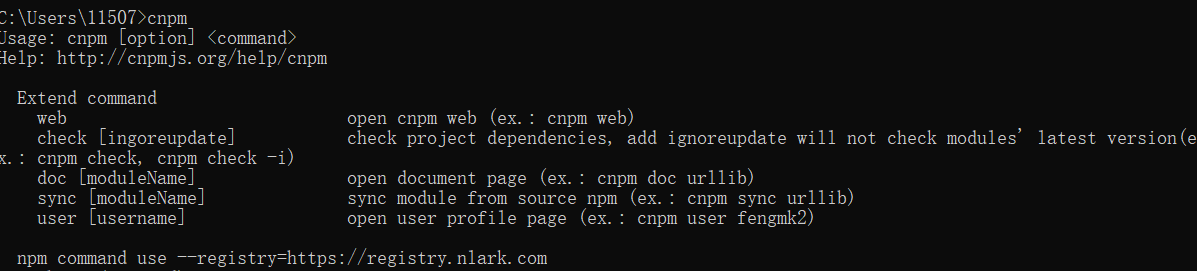 C:\Users\11507>cnpm
Usage: cnpm [option] <command>
Help: http://cnpmjs.org/help/cnpm
Extend command
web open cnpm web (ex.: cnpm web)
check [ingoreupdate] check project dependencies, add ignoreupdate will not check modules' latest version(e
x.: cnpm check, cnpm check -i)
doc [moduleName] open document page (ex.: cnpm doc urllib)
sync [moduleName] sync module from source npm (ex.: cnpm sync urllib)
user [username] open user profile page (ex.: cnpm user fengmk2)
npm command use --registry=https://registry.nlark.com